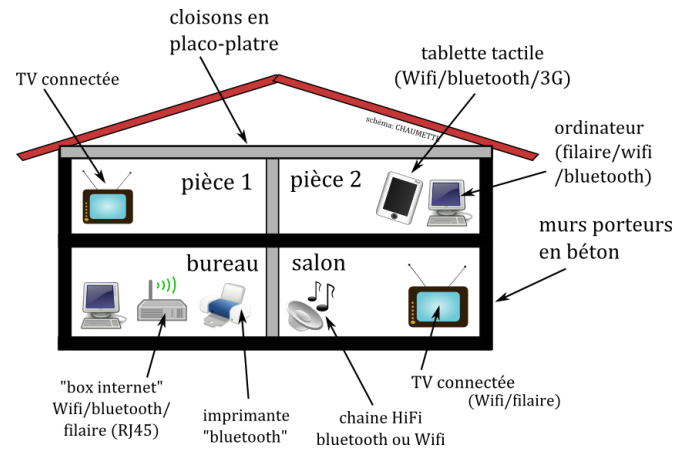 cloisons en
placo-platre
TV connectée
tablette tactile
(Wifi/bluetooth/3G)
schéma: CHAUMETTE
ordinateur
(filaire/wifi
/bluetooth)
pièce 1
pièce 2
murs porteurs
en béton
bureau
salon
"box internet"
Wifi/bluetooth/
filaire (RJ45)
imprimante
"bluetooth"
chaine HiFi
bluetooth ou Wifi
TV connectée
(Wifi/filaire)